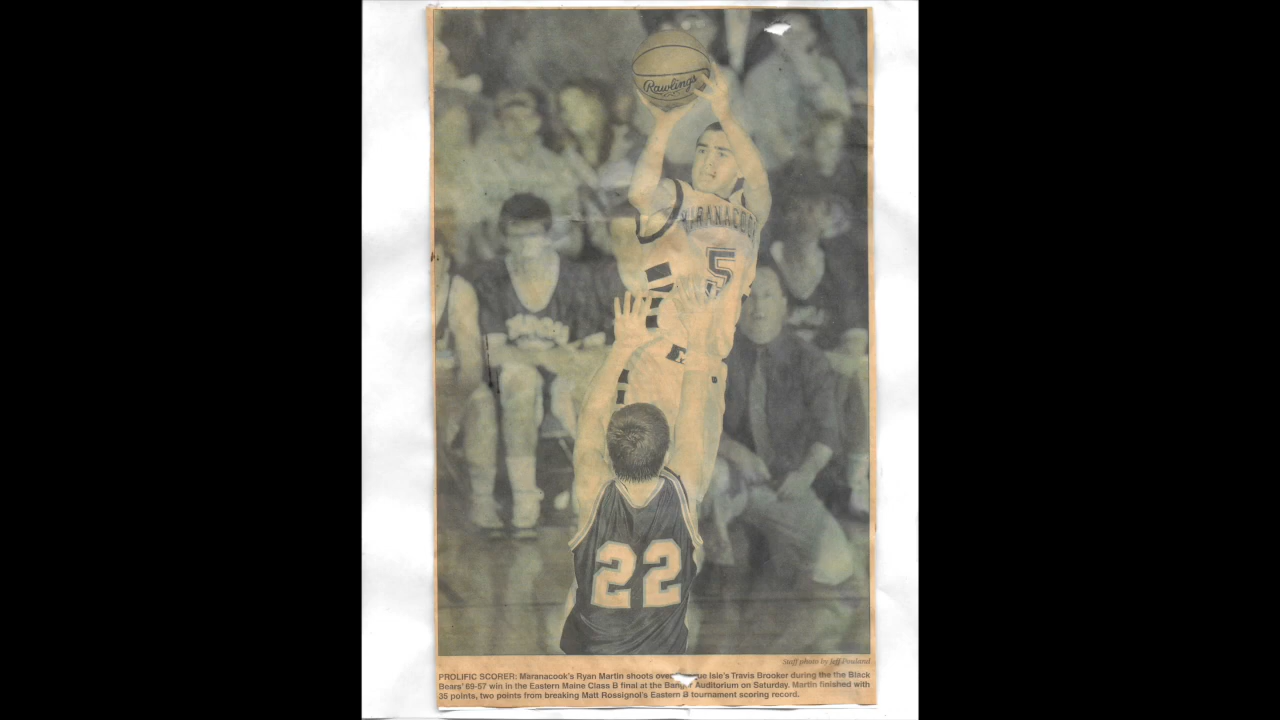 Rawlings
MARANACOOK
5
M
22
Staff photo by Jeff Pouland
PROLIFIC SCORER: Maranacook's Ryan Martin shoots over ue Isle's Travis Brooker during the the Black
Bears' 69-57 win in the Eastern Maine Class B final at the Bangor Auditorium on Saturday. Martin finished with
35 points, two points from breaking Matt Rossignol's Eastern B tournament scoring record.